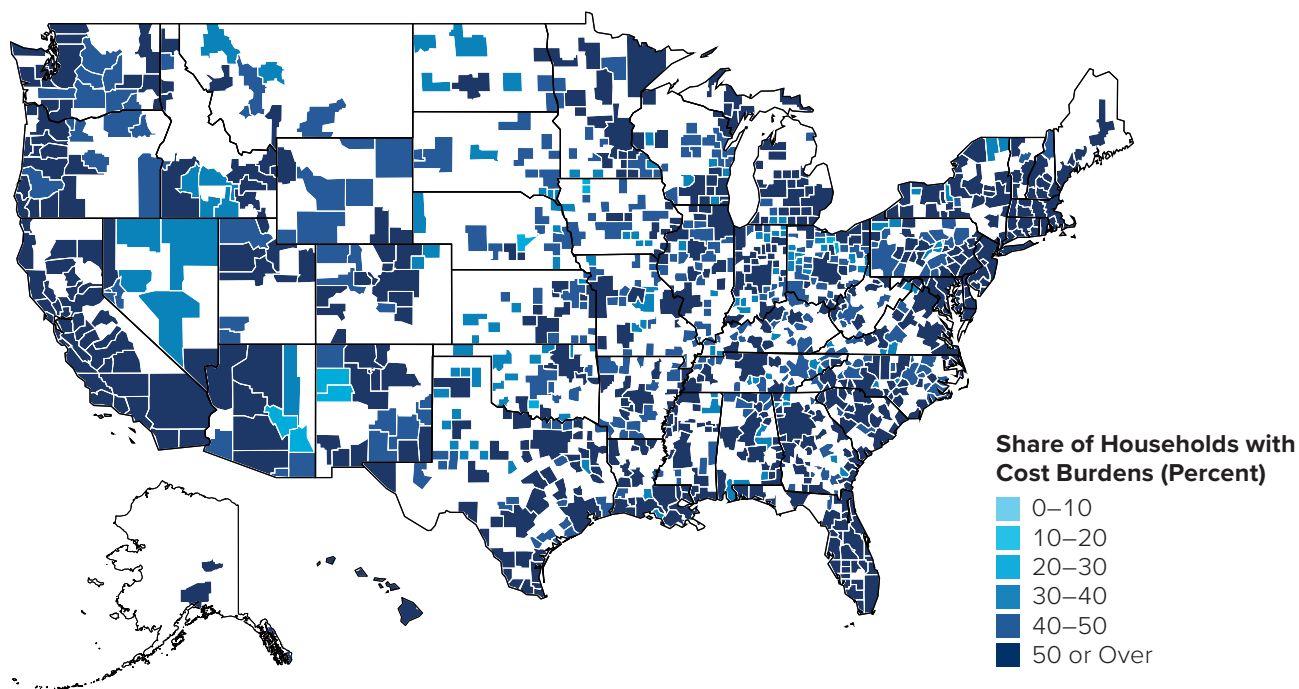 Share of Households with
Cost Burdens (Percent)
0–10
10–20
20–30
30–40
40–50
50 or Over